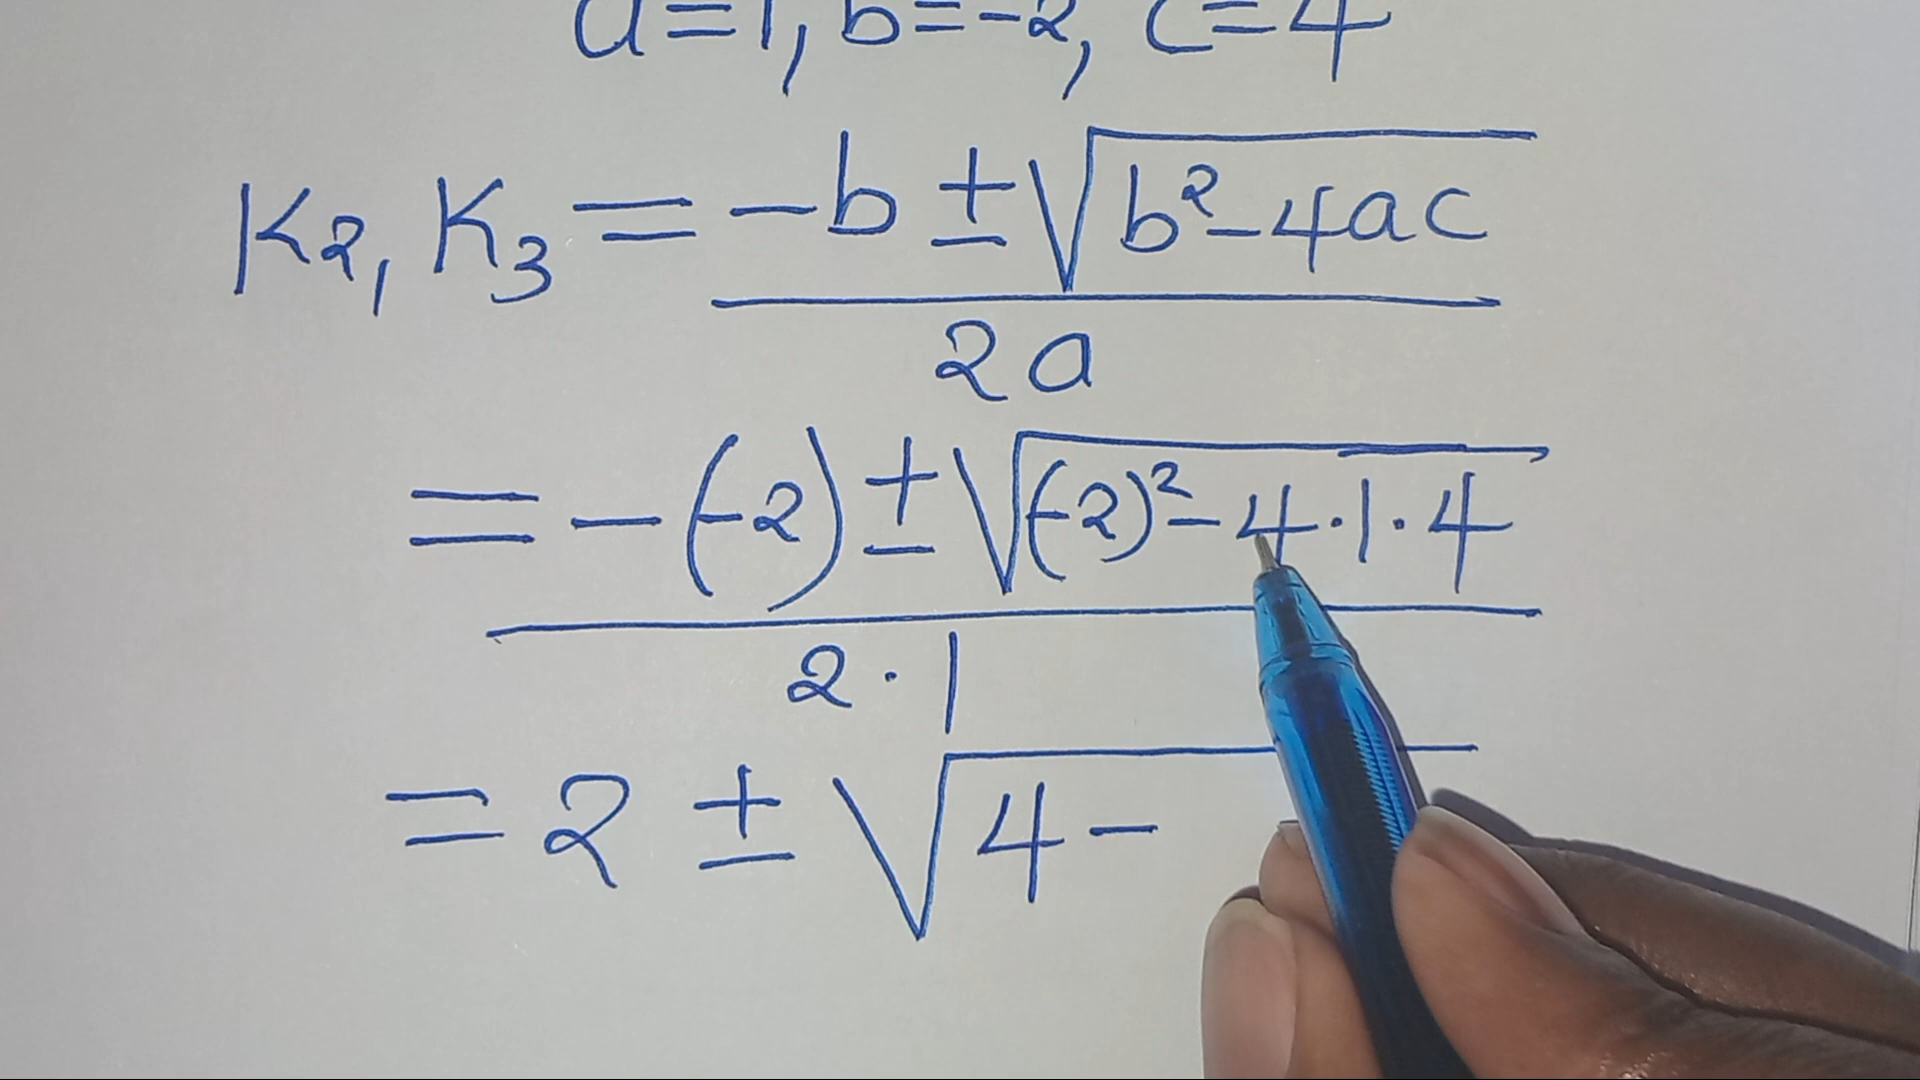 a=1, b=-2, c=4
K₂, K₃ = -b ± √(b²-4ac)
2a
= -(-2) ± √((-2)²-4·1·4)
2·1
= 2 ± √(4-